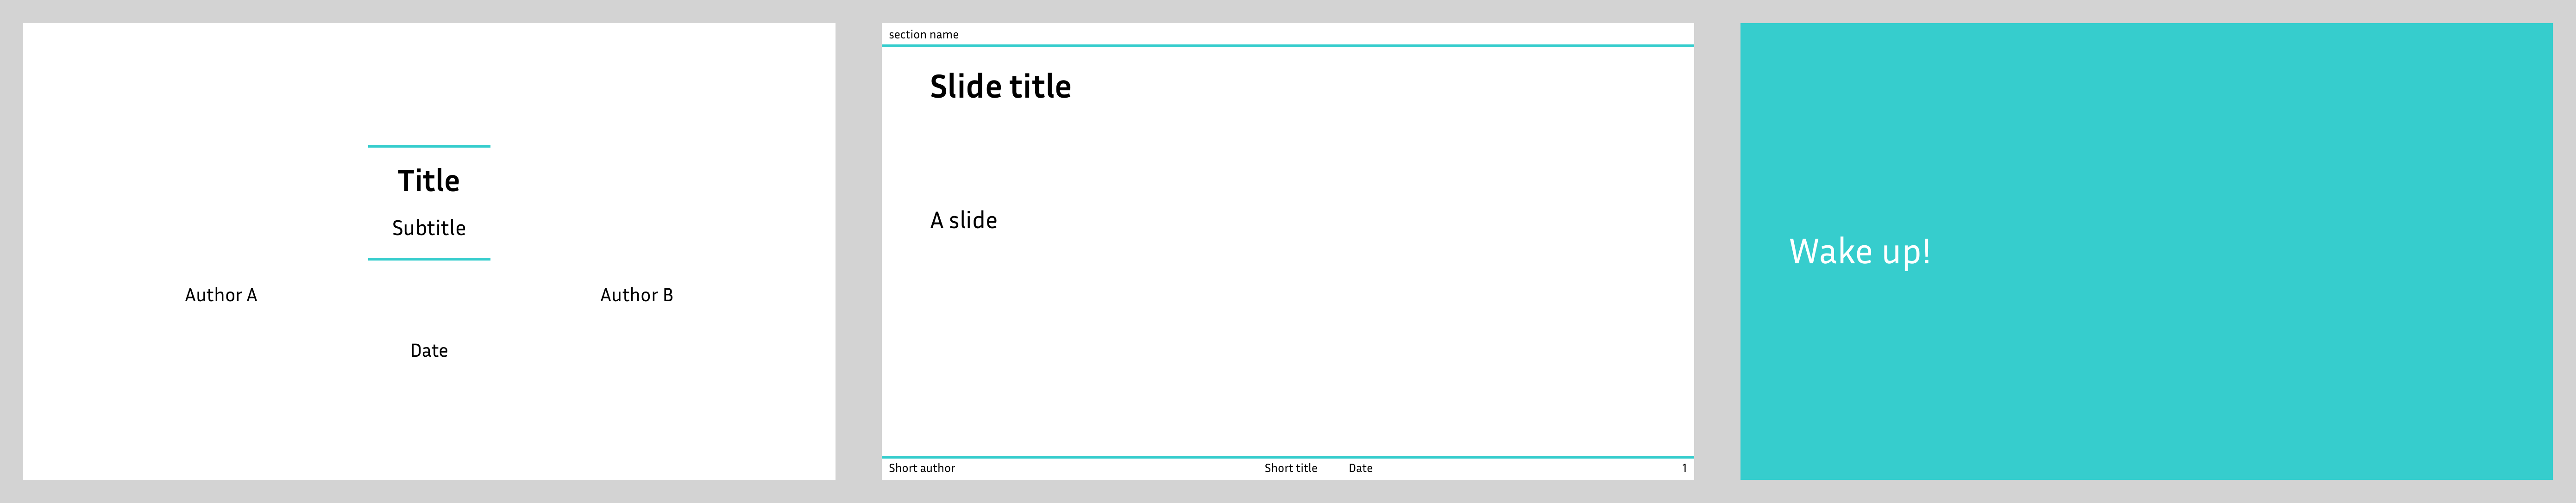 Title
Subtitle
Author A Author B
Date
section name
Slide title
A slide
Short author Short title Date 1
Wake up!